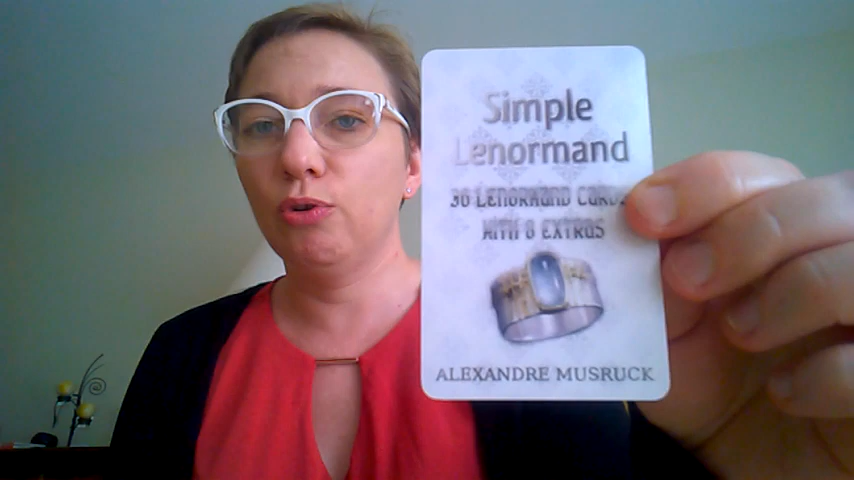 Simple
Lenormand
36 LENORMAND CARDS
WITH 8 EXTRAS
ALEXANDRE MUSRUCK